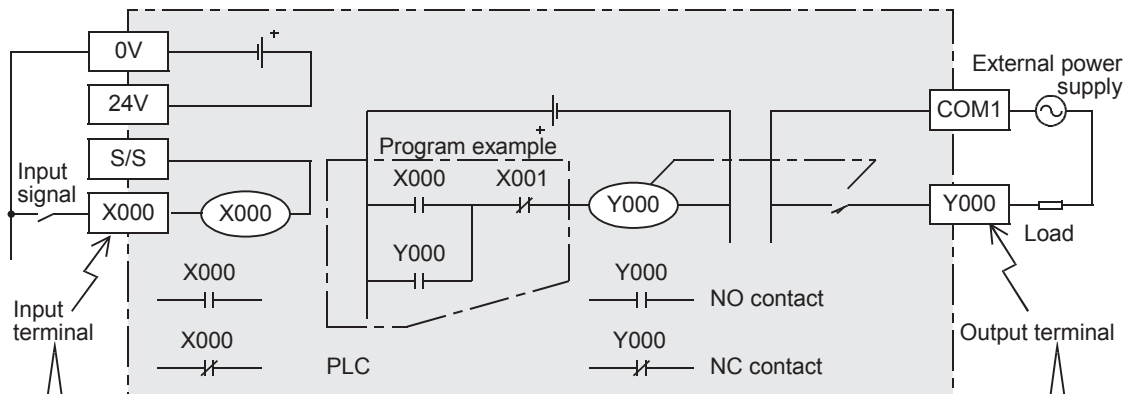 0V
24V
S/S
Input
signal
X000
X000
+
+
Program example
X000
X001
Y000
Y000
External power
supply
COM1
Y000
Load
X000
Y000
NO contact
Input
terminal
X000
PLC
Y000
NC contact
Output terminal